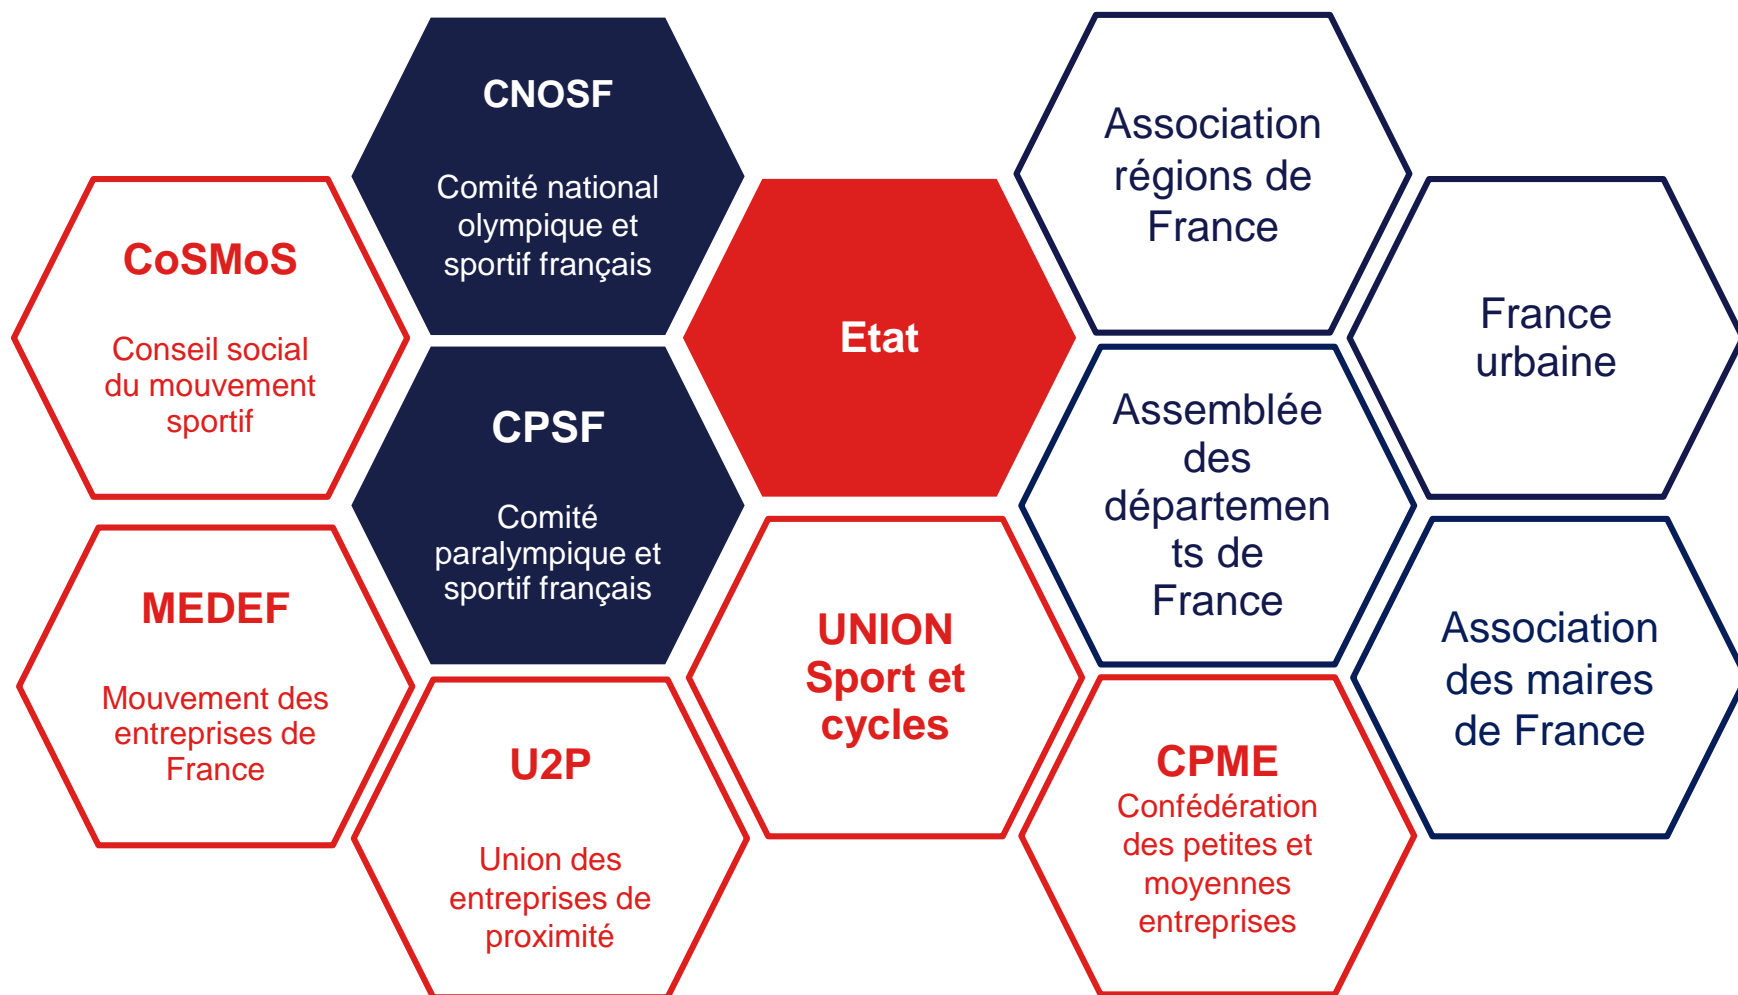 CNOSF
Comité national
olympique et
sportif français
Association
régions de
France
CoSMoS
Conseil social
du mouvement
sportif
Etat
France
urbaine
CPSF
Comité
paralympique et
sportif français
Assemblée
des
départemen
ts de
France
MEDEF
Mouvement des
entreprises de
France
UNION
Sport et
cycles
Association
des maires
de France
U2P
Union des
entreprises de
proximité
CPME
Confédération
des petites et
moyennes
entreprises